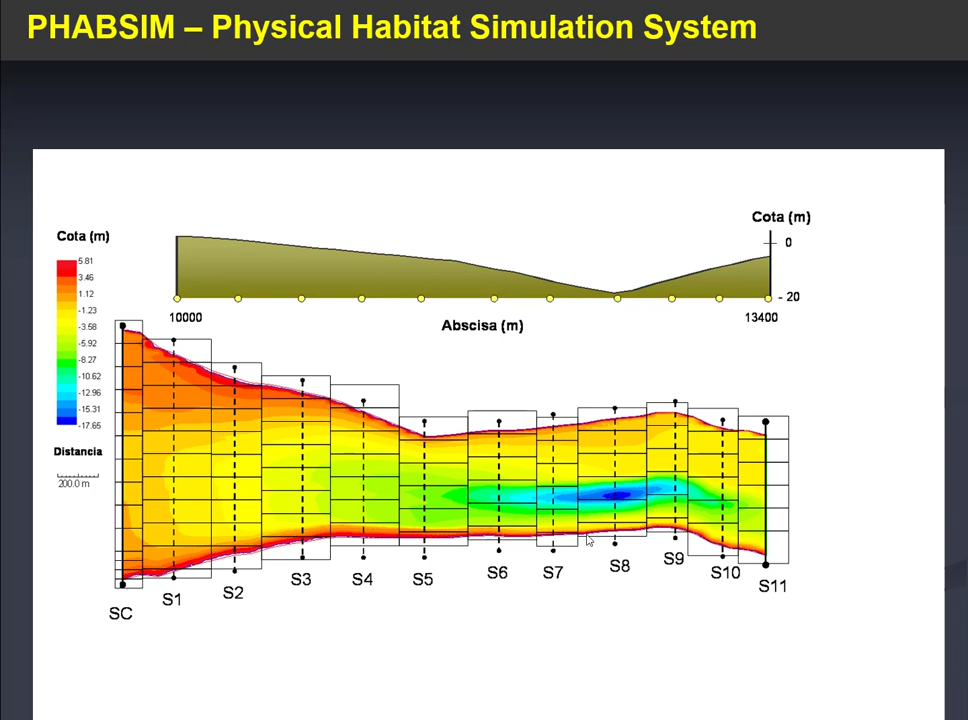 PHABSIM – Physical Habitat Simulation System
Cota (m)
0
- 20
10000
Abscisa (m)
13400
Cota (m)
5.81
3.46
1.12
-1.23
-3.58
-5.92
-8.27
-10.62
-12.96
-15.31
-17.65
Distancia
200.0 m
SC
S1
S2
S3
S4
S5
S6
S7
S8
S9
S10
S11